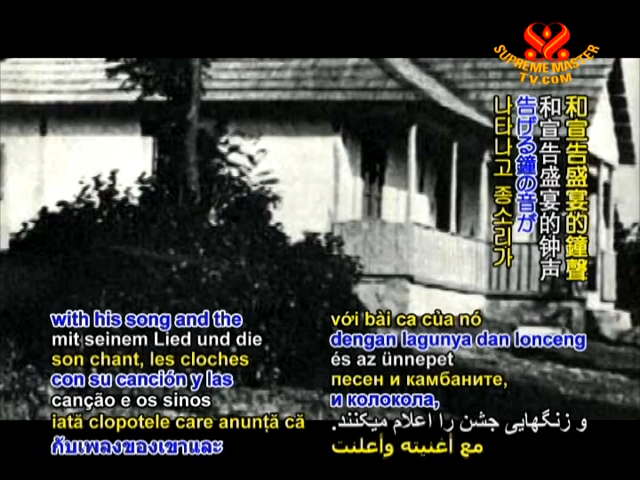 SUPREME MASTER
TV.COM
和宣告盛宴的鐘聲
和宣告盛宴的钟声
告げる鐘の音が
나타나고 종소리가
with his song and the
mit seinem Lied und die
son chant, les cloches
con su canción y las
canção e os sinos
iată clopotele care anunță că
กับเพลงของเขาและ
với bài ca của nó
dengan lagunya dan lonceng
és az ünnepet
песен и камбаните,
и колокола,
و زنگهایی جشن را اعلام میکنند.
مع أغنيته وأعلنت